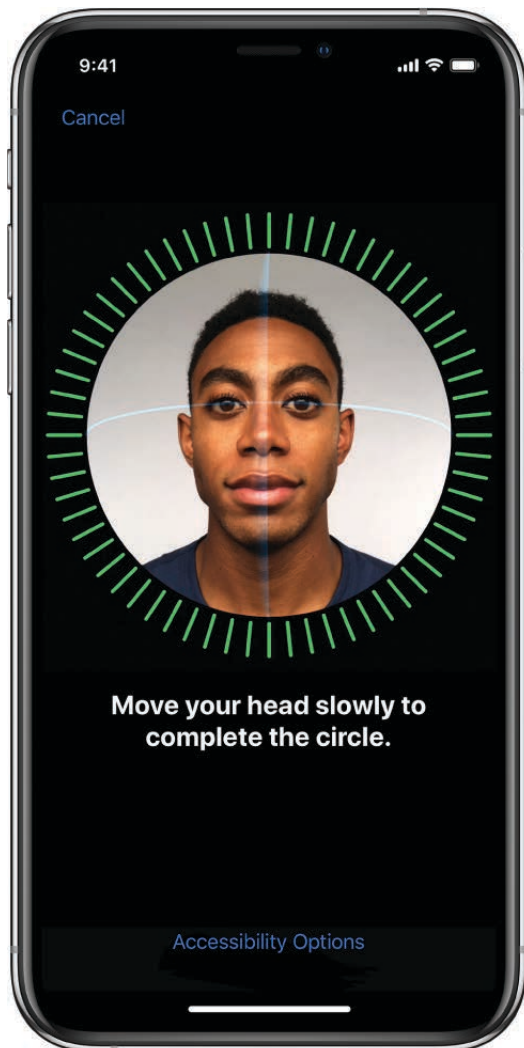 9:41
Cancel
Move your head slowly to
complete the circle.
Accessibility Options